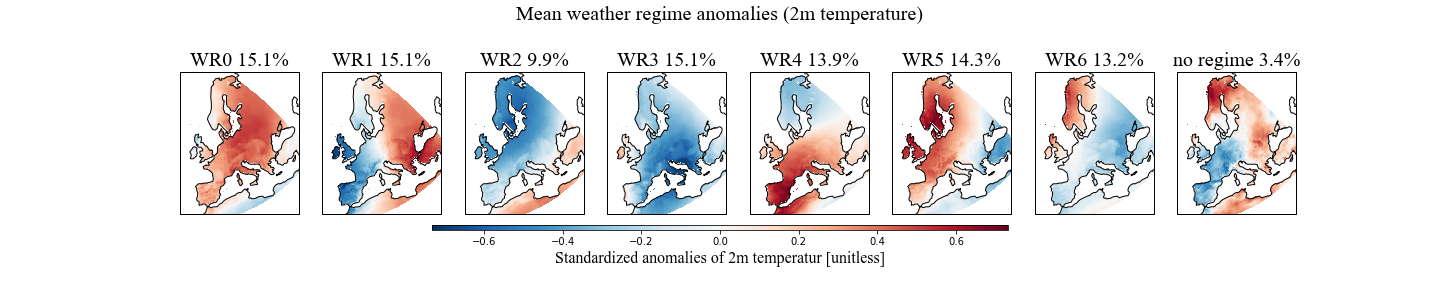 Mean weather regime anomalies (2m temperature)
WR0 15.1% WR1 15.1% WR2 9.9% WR3 15.1% WR4 13.9% WR5 14.3% WR6 13.2% no regime 3.4%
−0.6 −0.4 −0.2 0.0 0.2 0.4 0.6
Standardized anomalies of 2m temperatur [unitless]